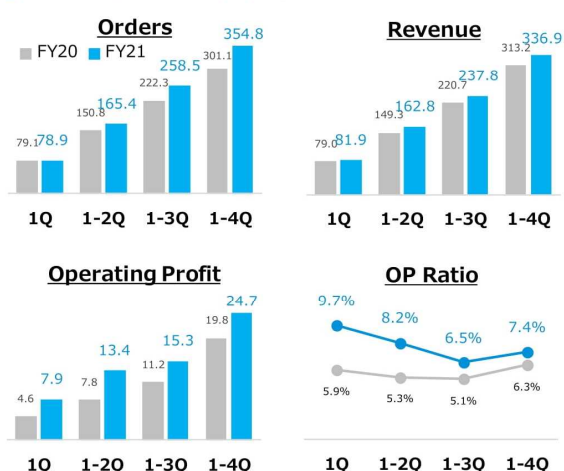 Orders
FY20 FY21
79.1 78.9 150.8 165.4 222.3 258.5 301.1 354.8
1Q 1-2Q 1-3Q 1-4Q
Revenue
79.0 81.9 149.3 162.8 220.7 237.8 313.2 336.9
1Q 1-2Q 1-3Q 1-4Q
Operating Profit
4.6 7.9 7.8 13.4 11.2 15.3 19.8 24.7
1Q 1-2Q 1-3Q 1-4Q
OP Ratio
9.7% 8.2% 6.5% 7.4%
5.9% 5.3% 5.1% 6.3%
1Q 1-2Q 1-3Q 1-4Q